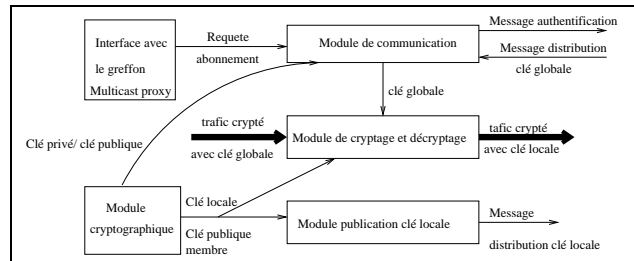 Interface avec
le greffon
Multicast proxy
Requete
abonnement
Module de communication
Message authentification
Message distribution
clé globale
clé globale
Clé privé/ clé publique
trafic crypté
avec clé globale
Module de cryptage et décryptage
tafic crypté
avec clé locale
Module
cryptographique
Clé locale
Clé publique
membre
Module publication clé locale
Message
distribution clé locale